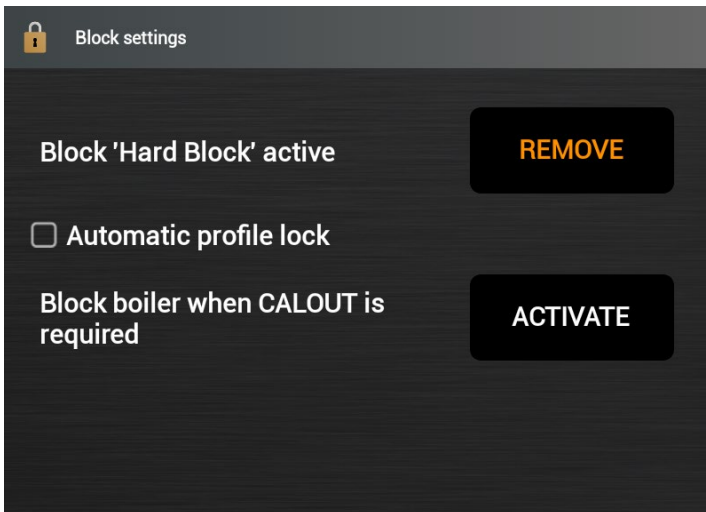 Block settings
Block 'Hard Block' active
REMOVE
Automatic profile lock
Block boiler when CALOUT is
required
ACTIVATE